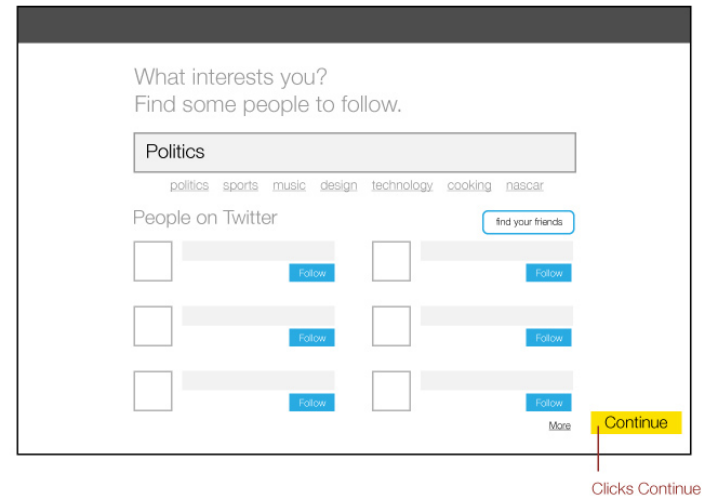 What interests you?
Find some people to follow.
Politics
politics sports music design technology cooking nascar
People on Twitter
find your friends
Follow
Follow
Follow
Follow
Follow
Follow
More
Continue
Clicks Continue